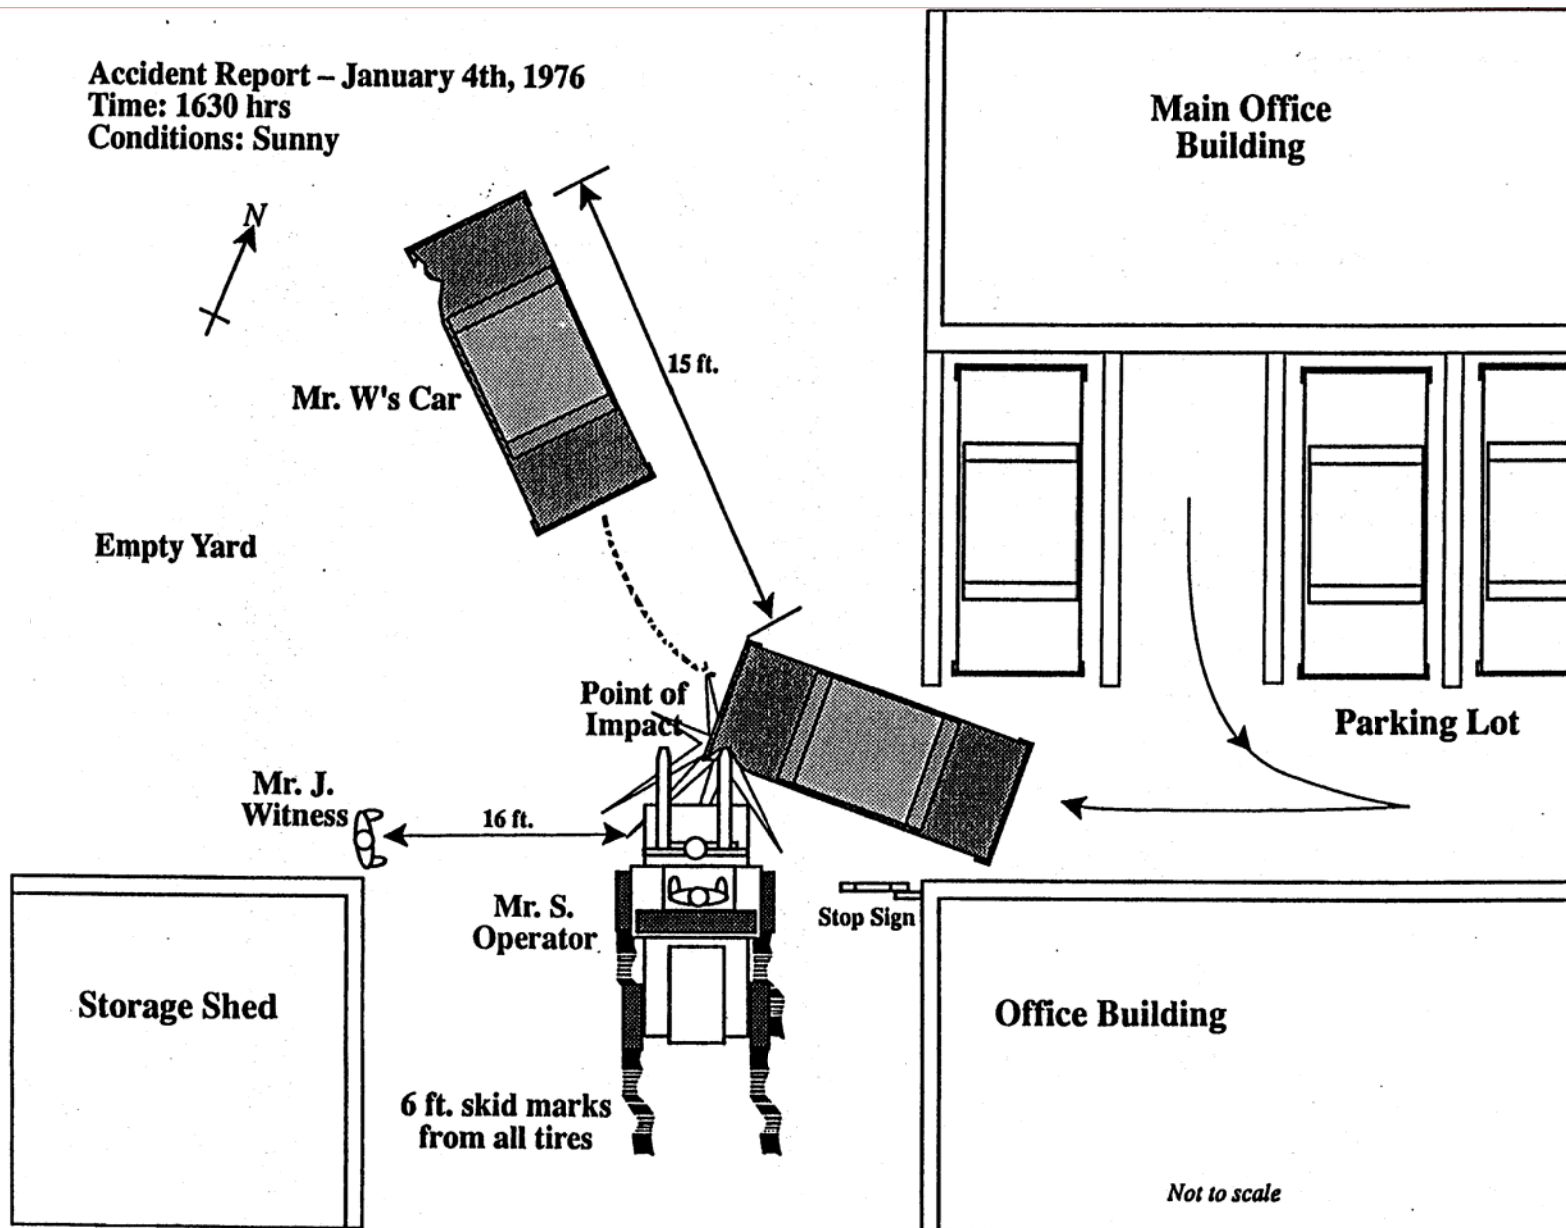 Accident Report – January 4th, 1976
Time: 1630 hrs
Conditions: Sunny
N
Main Office
Building
15 ft.
Mr. W's Car
Empty Yard
Point of
Impact
Parking Lot
Mr. J.
Witness
16 ft.
Mr. S.
Operator
Stop Sign
Storage Shed
Office Building
6 ft. skid marks
from all tires
Not to scale